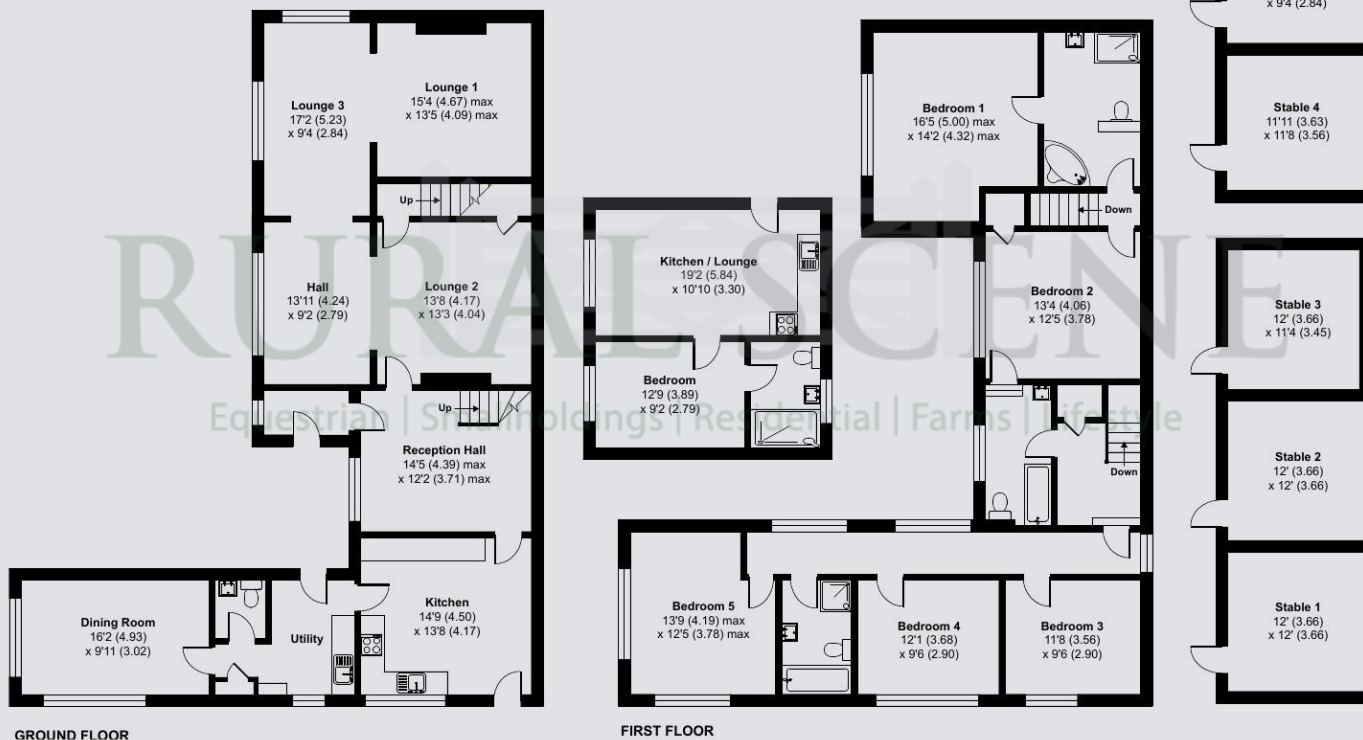 x 9'4 (2.84)
Lounge 1
15'4 (4.67) max
x 13'5 (4.09) max
Lounge 3
17'2 (5.23)
x 9'4 (2.84)
Bedroom 1
16'5 (5.00) max
x 14'2 (4.32) max
Stable 4
11'11 (3.63)
x 11'8 (3.56)
Up
Down
RURAL SCENE
Kitchen / Lounge
19'2 (5.84)
x 10'10 (3.30)
Hall
13'11 (4.24)
x 9'2 (2.79)
Lounge 2
13'8 (4.17)
x 13'3 (4.04)
Bedroom 2
13'4 (4.06)
x 12'5 (3.78)
Stable 3
12' (3.66)
x 11'4 (3.45)
Bedroom
12'9 (3.89)
x 9'2 (2.79)
Up
Equestrian | Smallholdings | Residential | Farms | Lifestyle
Reception Hall
14'5 (4.39) max
x 12'2 (3.71) max
Down
Stable 2
12' (3.66)
x 12' (3.66)
Dining Room
16'2 (4.93)
x 9'11 (3.02)
Utility
Kitchen
14'9 (4.50)
x 13'8 (4.17)
Bedroom 5
13'9 (4.19) max
x 12'5 (3.78) max
Bedroom 4
12'1 (3.68)
x 9'6 (2.90)
Bedroom 3
11'8 (3.56)
x 9'6 (2.90)
Stable 1
12' (3.66)
x 12' (3.66)
GROUND FLOOR
FIRST FLOOR